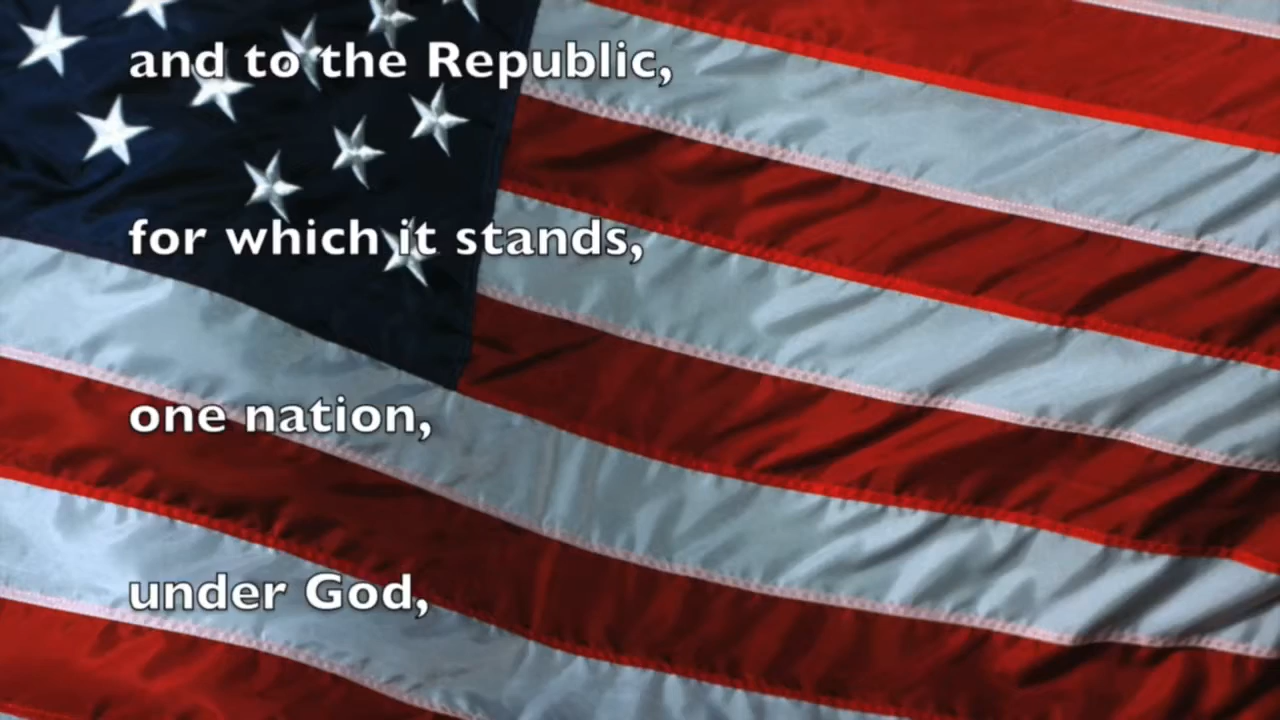 and to the Republic,
for which it stands,
one nation,
under God,